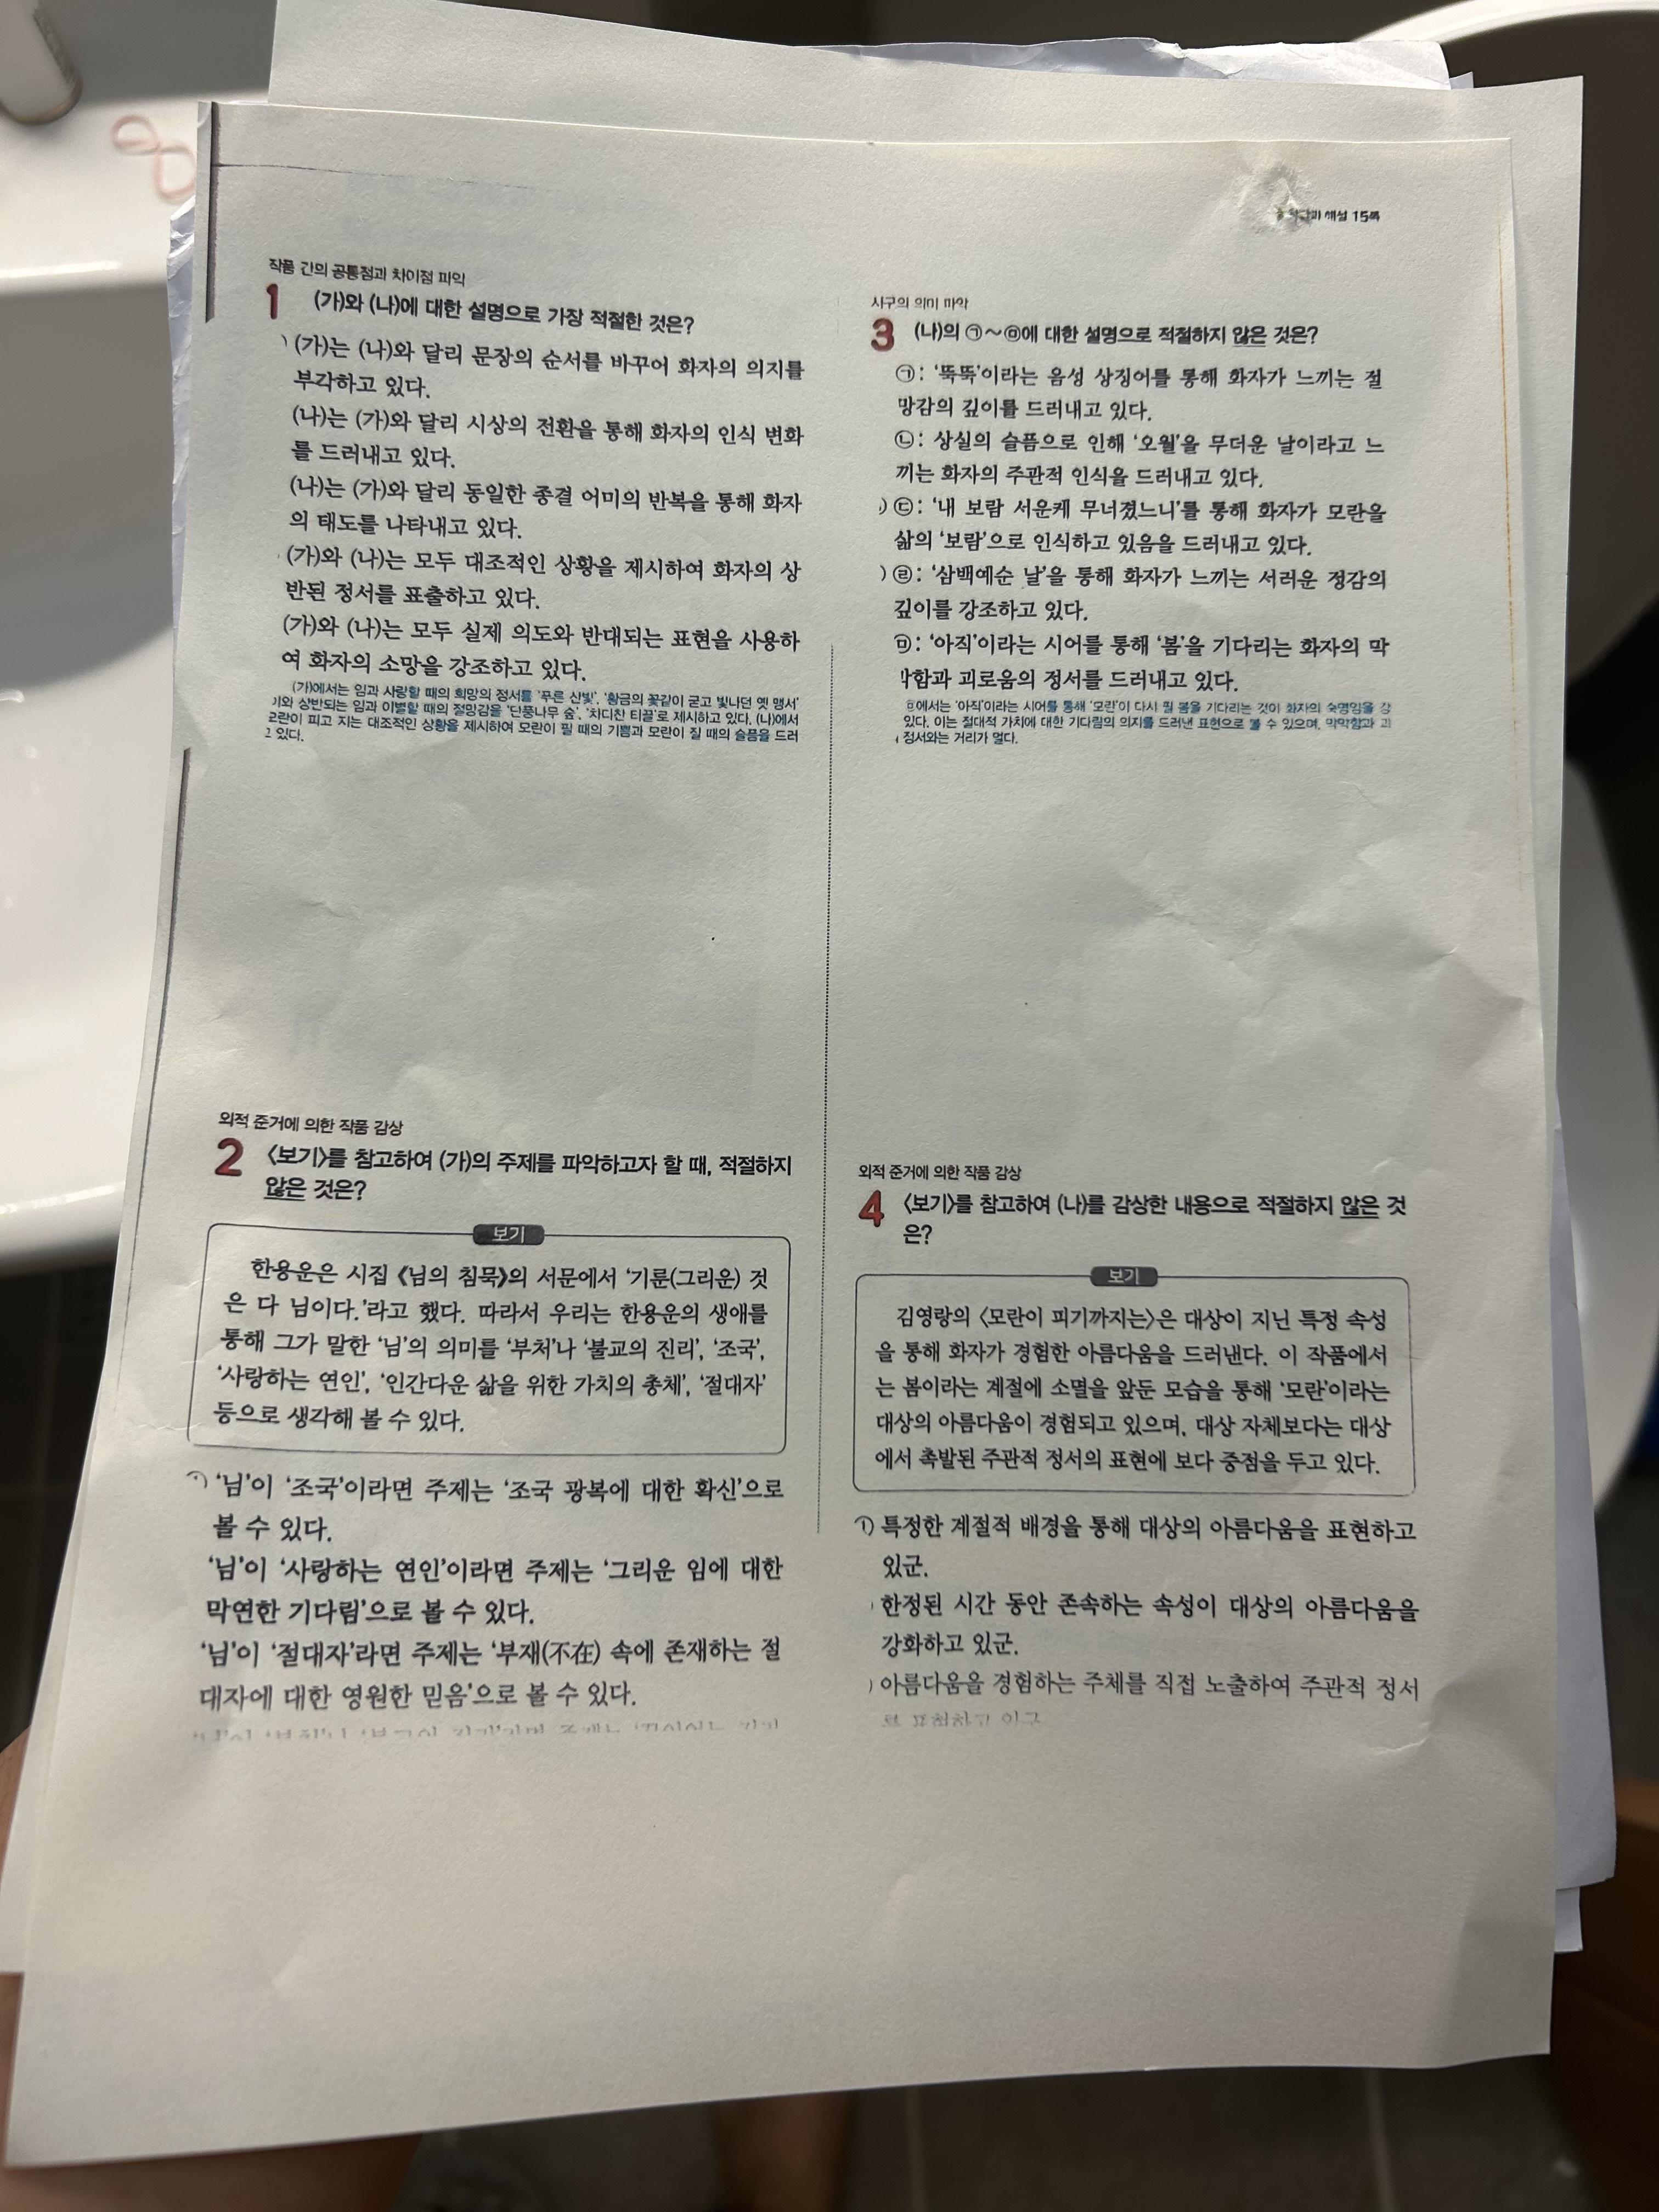 해설 15쪽
작품 간의 공통점과 차이점 파악
1 (가)와 (나)에 대한 설명으로 가장 적절한 것은?
(가)는 (나)와 달리 문장의 순서를 바꾸어 화자의 의지를
부각하고 있다.
(나)는 (가)와 달리 시상의 전환을 통해 화자의 인식 변화
를 드러내고 있다.
(나)는 (가)와 달리 동일한 종결 어미의 반복을 통해 화자
의 태도를 나타내고 있다.
(가)와 (나)는 모두 대조적인 상황을 제시하여 화자의 상
반된 정서를 표출하고 있다.
(가)와 (나)는 모두 실제 의도와 반대되는 표현을 사용하
여 화자의 소망을 강조하고 있다.
(가)에서는 임과 사랑할 때의 희망의 정서를 '푸른 산빛', '황금의 꽃같이 굳고 빛나던 옛 맹서'
와 상반되는 임과 이별할 때의 절망감을 '단풍나무 숲', '차디찬 티끌'로 제시하고 있다. (나)에서
모란이 피고 지는 대조적인 상황을 제시하여 모란이 필 때의 기쁨과 모란이 질 때의 슬픔을 드러
고 있다.
외적 준거에 의한 작품 감상
2 <보기>를 참고하여 (가)의 주제를 파악하고자 할 때, 적절하지
않은 것은?
보기
한용운은 시집 《님의 침묵》의 서문에서 '기룬(그리운) 것
은 다 님이다.'라고 했다. 따라서 우리는 한용운의 생애를
통해 그가 말한 '님'의 의미를 '부처'나 '불교의 진리', '조국',
'사랑하는 연인', '인간다운 삶을 위한 가치의 총체', '절대자'
등으로 생각해 볼 수 있다.
'님'이 '조국'이라면 주제는 '조국 광복에 대한 확신'으로
볼 수 있다.
'님'이 '사랑하는 연인'이라면 주제는 '그리운 임에 대한
막연한 기다림'으로 볼 수 있다.
'님'이 '절대자'라면 주제는 '부재(不在) 속에 존재하는 절
대자에 대한 영원한 믿음'으로 볼 수 있다.
시구의 의미 파악
3 (나)의 ㉠~㉤에 대한 설명으로 적절하지 않은 것은?
㉠: '뚝뚝'이라는 음성 상징어를 통해 화자가 느끼는 절
망감의 깊이를 드러내고 있다.
㉡: 상실의 슬픔으로 인해 '오월'을 무더운 날이라고 느
끼는 화자의 주관적 인식을 드러내고 있다.
㉢: '내 보람 서운케 무너졌느니'를 통해 화자가 모란을
삶의 '보람'으로 인식하고 있음을 드러내고 있다.
㉣: '삼백예순 날'을 통해 화자가 느끼는 서러운 정감의
깊이를 강조하고 있다.
㉤: '아직'이라는 시어를 통해 '봄'을 기다리는 화자의 막
막함과 괴로움의 정서를 드러내고 있다.
㉤에서는 '아직'이라는 시어를 통해 '모란'이 다시 필 봄을 기다리는 것이 화자의 숙명임을 강
있다. 이는 절대적 가치에 대한 기다림의 의지를 드러낸 표현으로 볼 수 있으며, 막막함과 괴
정서와는 거리가 멀다.
외적 준거에 의한 작품 감상
4 <보기>를 참고하여 (나)를 감상한 내용으로 적절하지 않은 것
은?
보기
김영랑의 <모란이 피기까지는>은 대상이 지닌 특정 속성
을 통해 화자가 경험한 아름다움을 드러낸다. 이 작품에서
는 봄이라는 계절에 소멸을 앞둔 모습을 통해 '모란'이라는
대상의 아름다움이 경험되고 있으며, 대상 자체보다는 대상
에서 촉발된 주관적 정서의 표현에 보다 중점을 두고 있다.
① 특정한 계절적 배경을 통해 대상의 아름다움을 표현하고
있군.
한정된 시간 동안 존속하는 속성이 대상의 아름다움을
강화하고 있군.
아름다움을 경험하는 주체를 직접 노출하여 주관적 정서